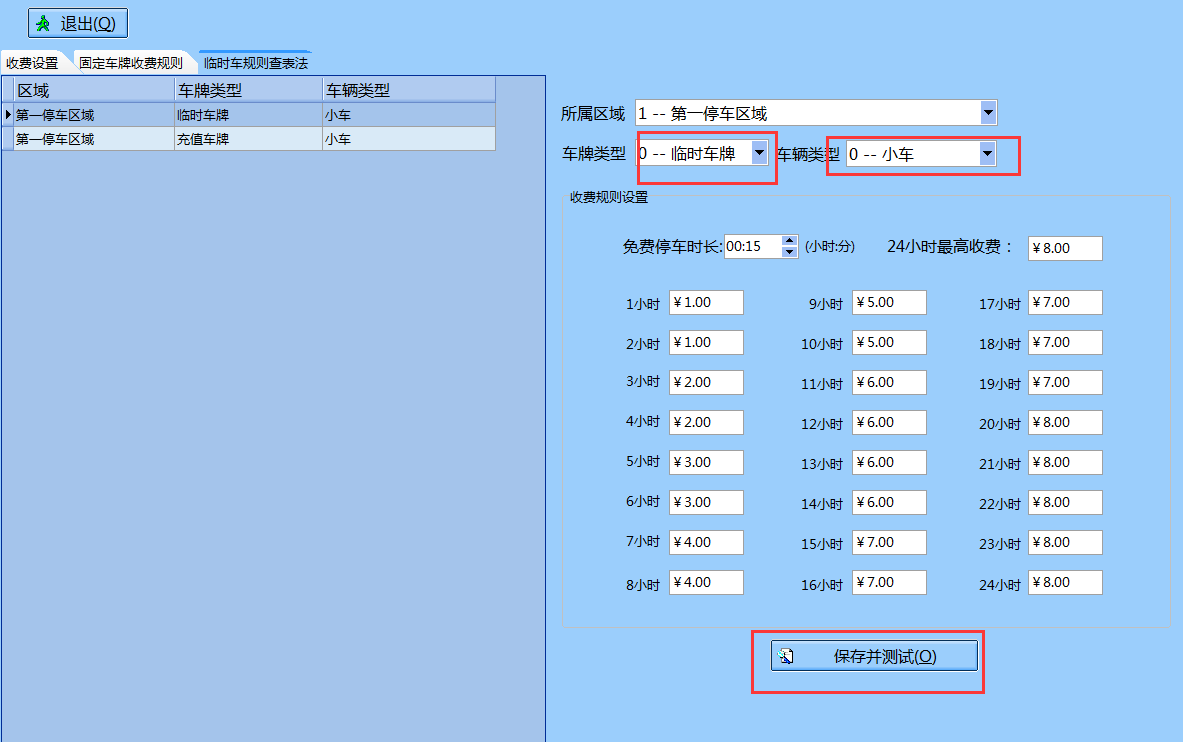 退出(Q)
收费设置 固定车牌收费规则 临时车规则查表法
区域 车牌类型 车辆类型
第一停车区域 临时车牌 小车
第一停车区域 充值车牌 小车
所属区域 1 -- 第一停车区域
车牌类型 0 -- 临时车牌 车辆类型 0 -- 小车
收费规则设置
免费停车时长: 00:15 (小时:分) 24小时最高收费： ¥8.00
1小时 ¥1.00 9小时 ¥5.00 17小时 ¥7.00
2小时 ¥1.00 10小时 ¥5.00 18小时 ¥7.00
3小时 ¥2.00 11小时 ¥6.00 19小时 ¥7.00
4小时 ¥2.00 12小时 ¥6.00 20小时 ¥8.00
5小时 ¥3.00 13小时 ¥6.00 21小时 ¥8.00
6小时 ¥3.00 14小时 ¥6.00 22小时 ¥8.00
7小时 ¥4.00 15小时 ¥7.00 23小时 ¥8.00
8小时 ¥4.00 16小时 ¥7.00 24小时 ¥8.00
保存并测试(O)